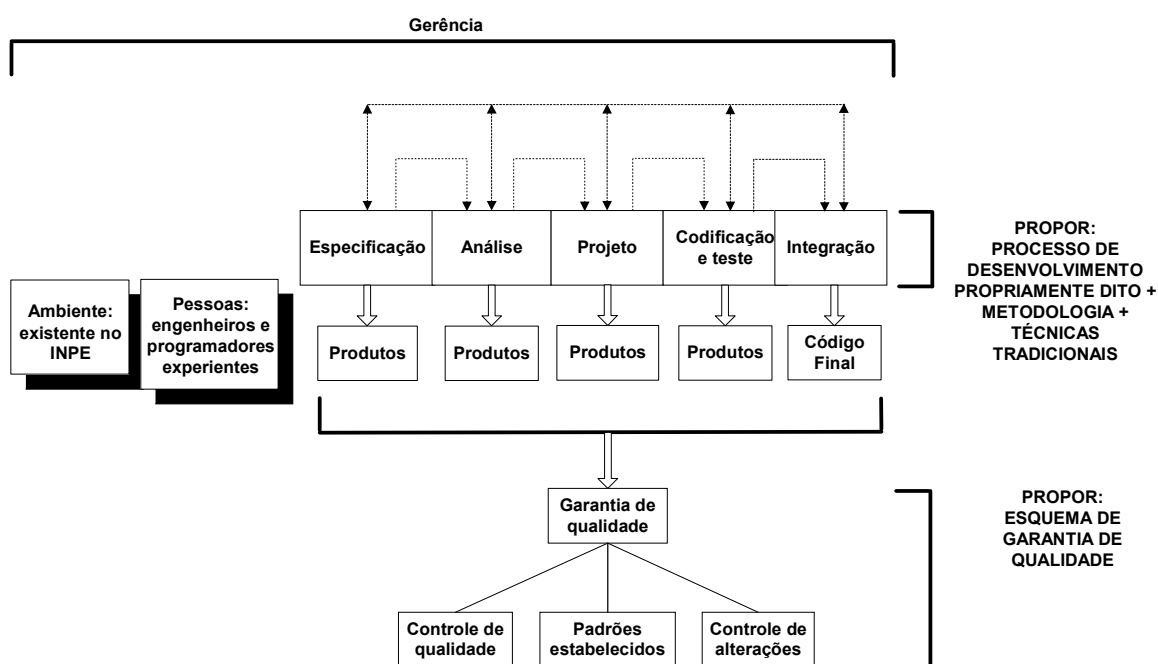 Gerência
Especificação
Análise
Projeto
Codificação
e teste
Integração
PROPOR:
PROCESSO DE
DESENVOLVIMENTO
PROPRIAMENTE DITO +
METODOLOGIA +
TÉCNICAS
TRADICIONAIS
Ambiente:
existente no
INPE
Pessoas:
engenheiros e
programadores
experientes
Produtos
Produtos
Produtos
Produtos
Código
Final
Garantia de
qualidade
PROPOR:
ESQUEMA DE
GARANTIA DE
QUALIDADE
Controle de
qualidade
Padrões
estabelecidos
Controle de
alterações